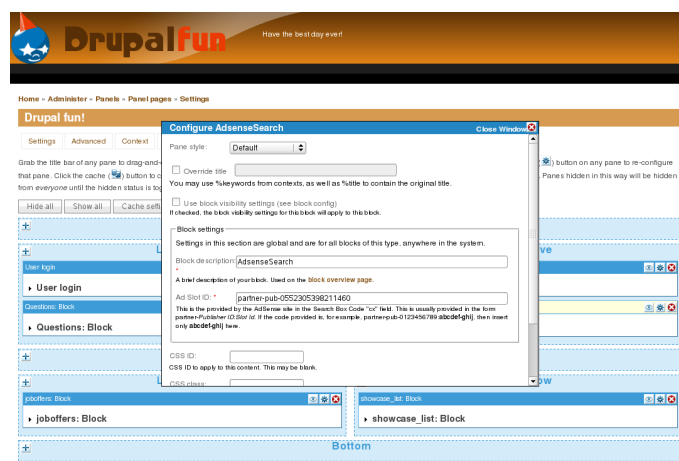 Drupalfun
Have the best day ever!
Home » Administer » Panels » Panel pages » Settings
Drupal fun!
Settings Advanced Context
Grab the title bar of any pane to drag-and-
) button on any pane to re-configure
that pane. Click the cache ( ) button to c
. Panes hidden in this way will be hidden
from everyone until the hidden status is tog
Hide all Show all Cache setti
Configure AdsenseSearch
Close Window
Pane style: Default
Override title
You may use %keywords from contexts, as well as %title to contain the original title.
Use block visibility settings (see block config)
If checked, the block visibility settings for this block will apply to this block.
Block settings
Settings in this section are global and are for all blocks of this type, anywhere in the system.
Block description: AdsenseSearch
*
A brief description of your block. Used on the block overview page.
Ad Slot ID: * partner-pub-0552305398211460
This is the provided by the AdSense site in the Search Box Code "cx" field. This is usually provided in the form
partner-Publisher ID:Slot Id. If the code provided is, for example, partner-pub-0123456789:abcdef-ghij, then insert
only abcdef-ghij here.
CSS ID:
CSS ID to apply to this content. This may be blank.
CSS class:
L
ve
User login
User login
Questions: Block
Questions: Block
L
ow
joboffers: Block
joboffers: Block
showcase_list: Block
showcase_list: Block
Bottom